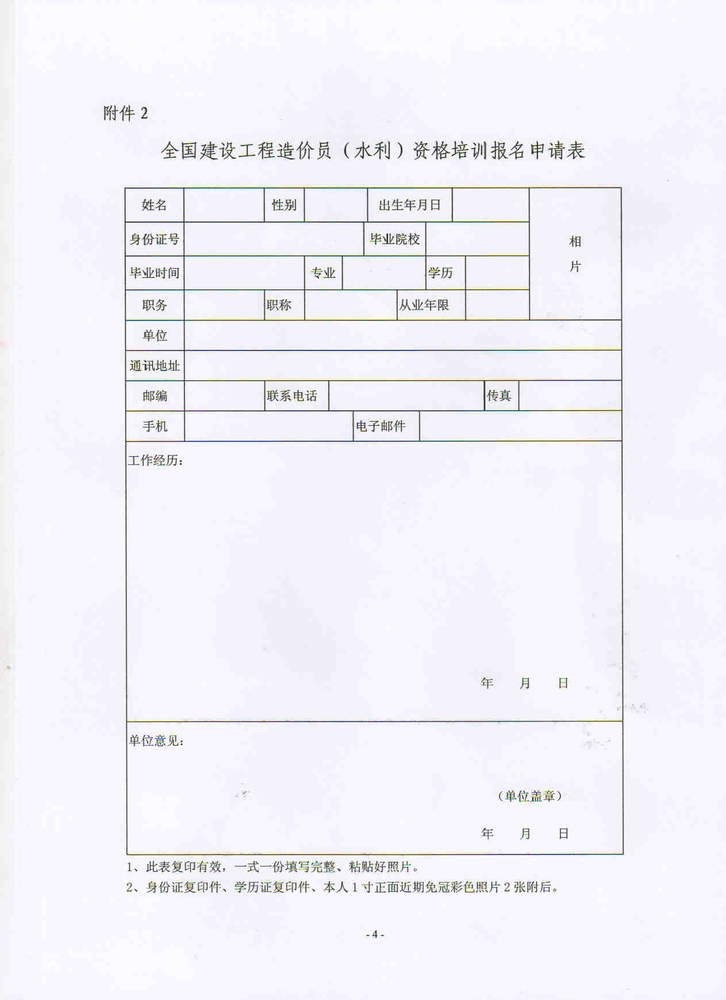 附件 2
全国建设工程造价员（水利）资格培训报名申请表
姓名 性别 出生年月日
身份证号 毕业院校
相
片
毕业时间 专业 学历
职务 职称 从业年限
单位
通讯地址
邮编 联系电话 传真
手机 电子邮件
工作经历：
年 月 日
单位意见：
（单位盖章）
年 月 日
1、此表复印有效，一式一份填写完整、粘贴好照片。
2、身份证复印件、学历证复印件、本人 1 寸正面近期免冠彩色照片 2 张附后。
- 4 -